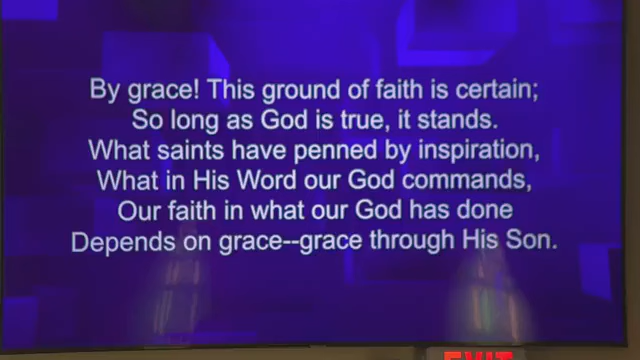 By grace! This ground of faith is certain;
So long as God is true, it stands.
What saints have penned by inspiration,
What in His Word our God commands,
Our faith in what our God has done
Depends on grace--grace through His Son.
EXIT